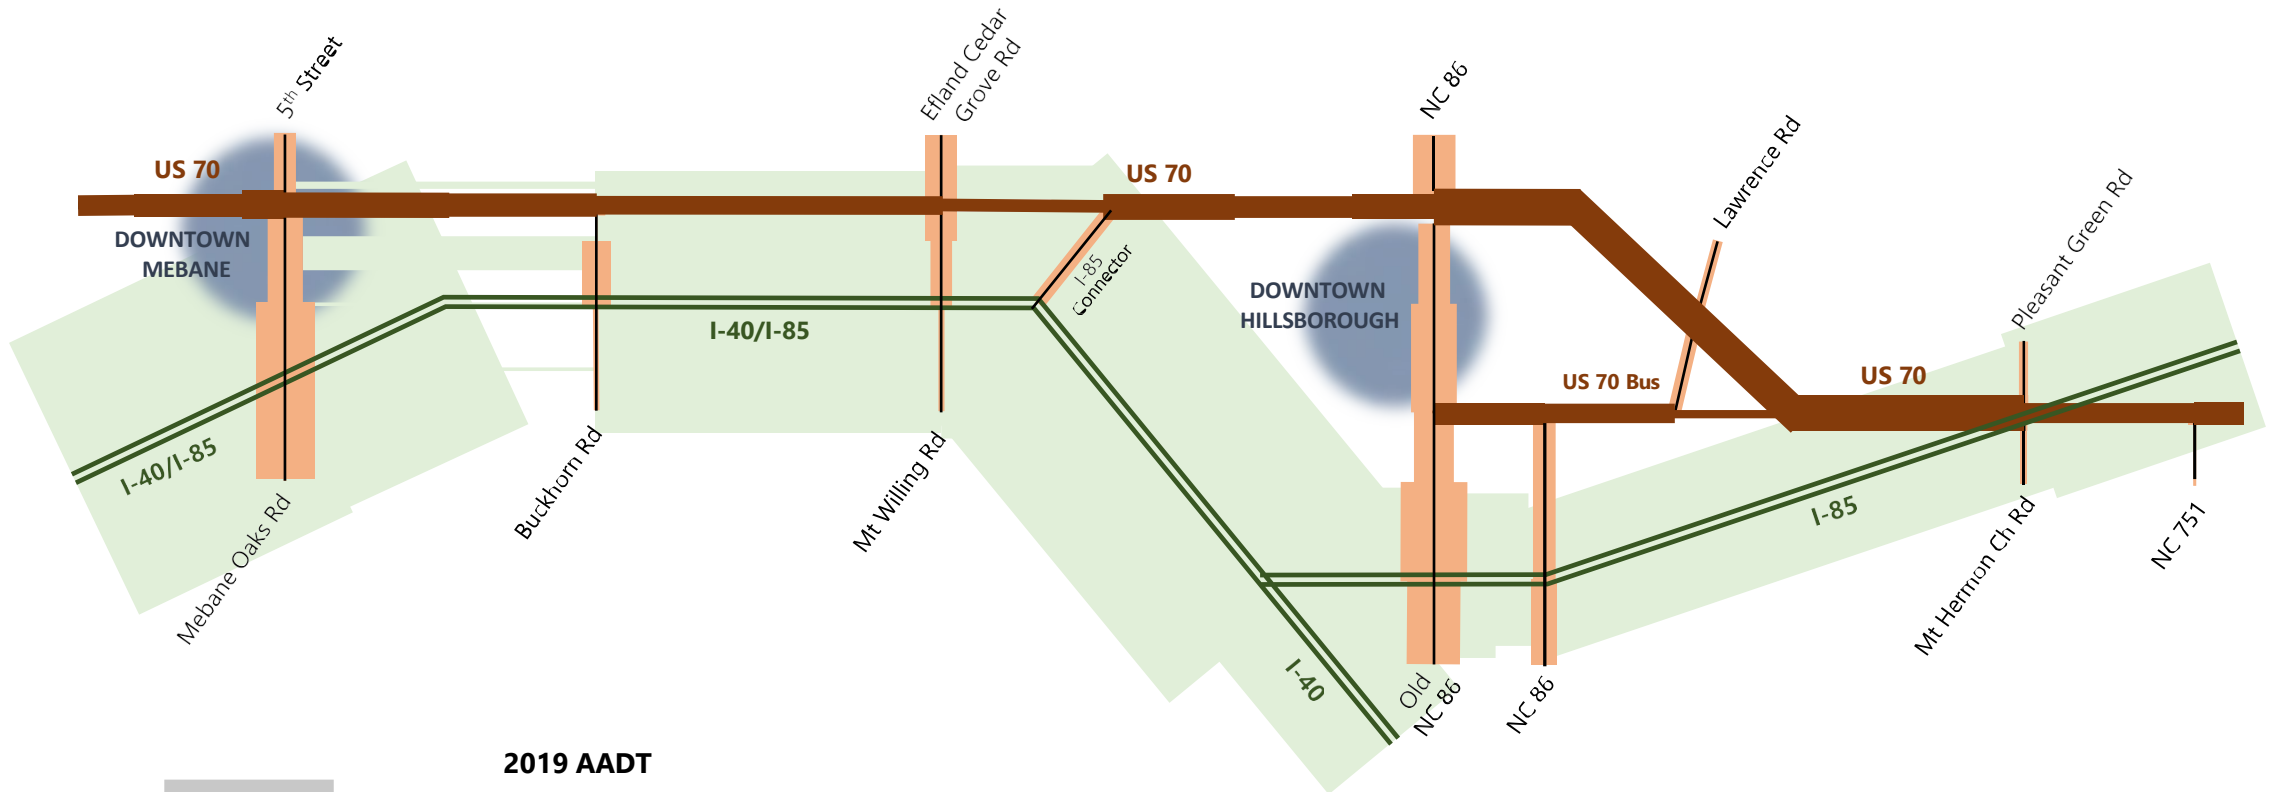 5th Street
Efland Cedar
Grove Rd
NC 86
Lawrence Rd
Pleasant Green Rd
US 70
US 70
DOWNTOWN
MEBANE
I-85
Connector
DOWNTOWN
HILLSBOROUGH
I-40/I-85
US 70 Bus
US 70
I-40/I-85
Buckhorn Rd
Mt Willing Rd
I-85
Mebane Oaks Rd
Mt Hermon Ch Rd
NC 751
I-40
Old
NC 86
NC 86
2019 AADT